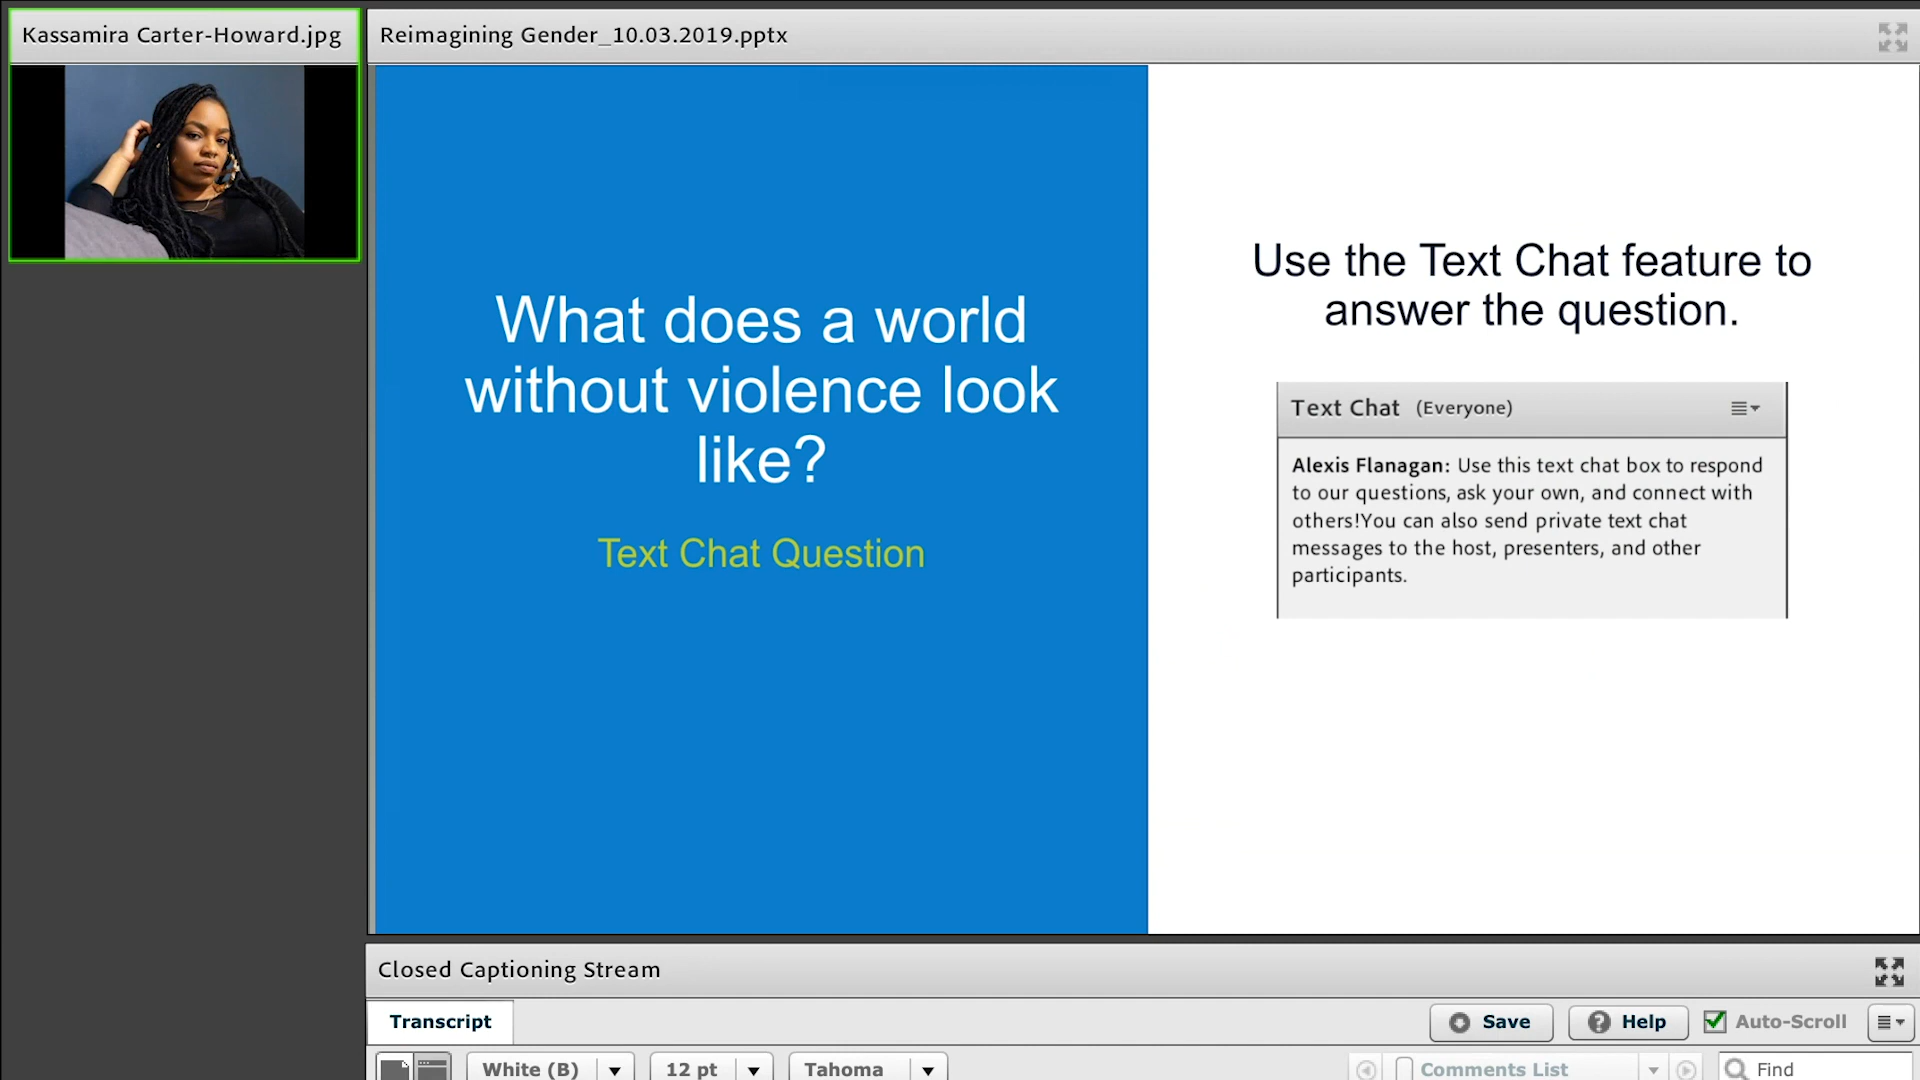 Kassamira Carter-Howard.jpg
Reimagining Gender_10.03.2019.pptx
What does a world
without violence look
like?
Text Chat Question
Use the Text Chat feature to
answer the question.
Text Chat (Everyone)
Alexis Flanagan: Use this text chat box to respond
to our questions, ask your own, and connect with
others!You can also send private text chat
messages to the host, presenters, and other
participants.
Closed Captioning Stream
Transcript
Save
Help
Auto-Scroll
White (B)
12 pt
Tahoma
Comments List
Find